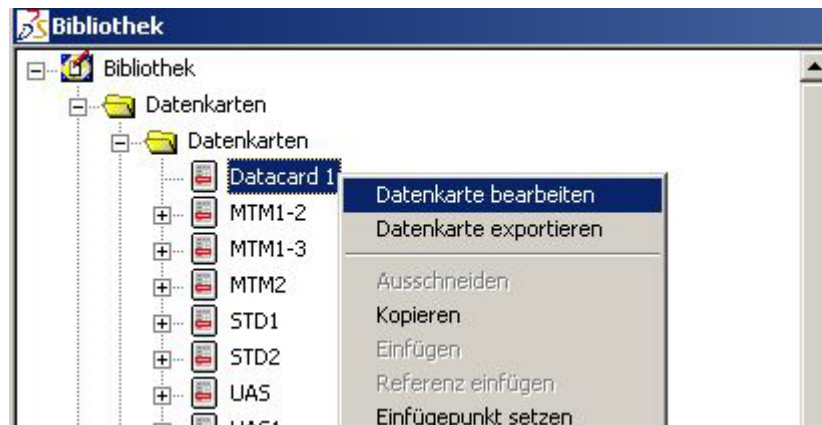 Bibliothek
Bibliothek
Datenkarten
Datenkarten
Datacard 1
MTM1-2
MTM1-3
MTM2
STD1
STD2
UAS
Datenkarte bearbeiten
Datenkarte exportieren
Ausschneiden
Kopieren
Einfügen
Referenz einfügen
Einfügepunkt setzen